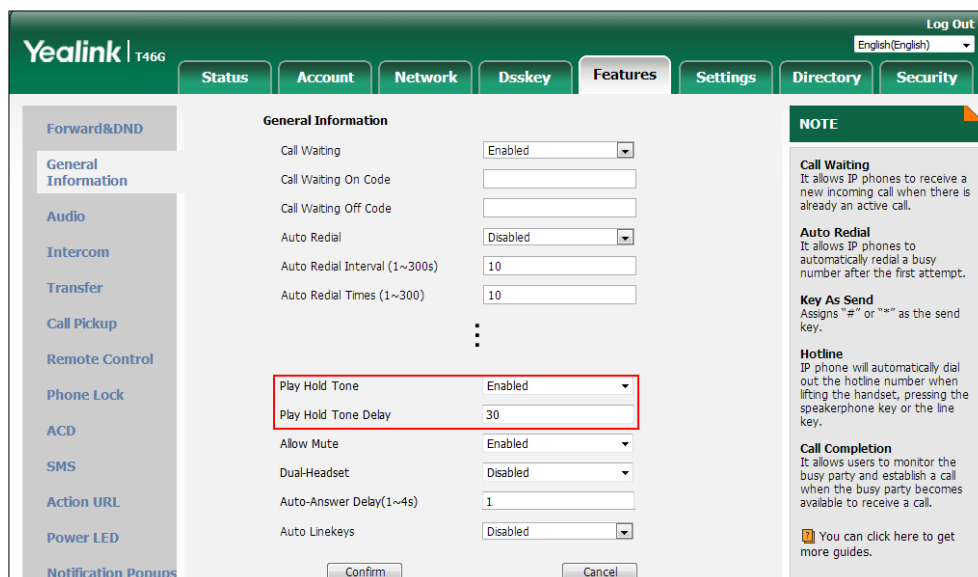 Log Out
Yealink | T46G
English(English)
Status
Account
Network
Dsskey
Features
Settings
Directory
Security
Forward&DND
General
Information
Audio
Intercom
Transfer
Call Pickup
Remote Control
Phone Lock
ACD
SMS
Action URL
Power LED
Notification Popups
General Information
Call Waiting Enabled
Call Waiting On Code
Call Waiting Off Code
Auto Redial Disabled
Auto Redial Interval (1~300s) 10
Auto Redial Times (1~300) 10
Play Hold Tone Enabled
Play Hold Tone Delay 30
Allow Mute Enabled
Dual-Headset Disabled
Auto-Answer Delay(1~4s) 1
Auto Linekeys Disabled
Confirm Cancel
NOTE
Call Waiting
It allows IP phones to receive a
new incoming call when there is
already an active call.
Auto Redial
It allows IP phones to
automatically redial a busy
number after the first attempt.
Key As Send
Assigns "#" or "*" as the send
key.
Hotline
IP phone will automatically dial
out the hotline number when
lifting the handset, pressing the
speakerphone key or the line
key.
Call Completion
It allows users to monitor the
busy party and establish a call
when the busy party becomes
available to receive a call.
You can click here to get
more guides.